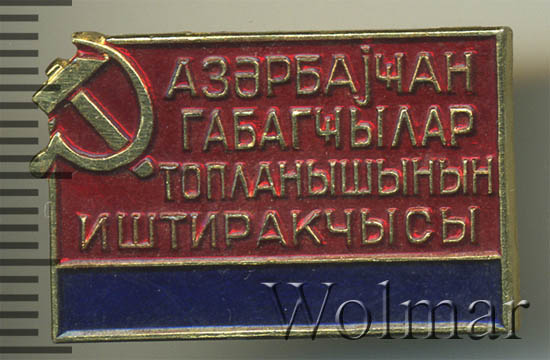 АЗӘРБАЈҸАН
ГАБАГҸЫЛАР
ТОПЛАНЫШЫНЫН
ИШТИРАКЧЫСЫ
Wolmar